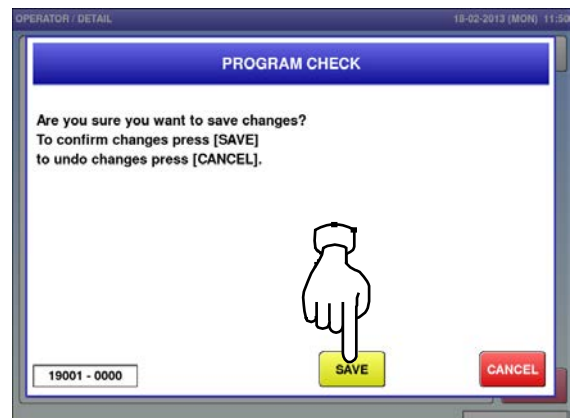 OPERATOR / DETAIL 18-02-2013 (MON) 11:50
PROGRAM CHECK
Are you sure you want to save changes?
To confirm changes press [SAVE]
to undo changes press [CANCEL].
19001 - 0000
SAVE
CANCEL